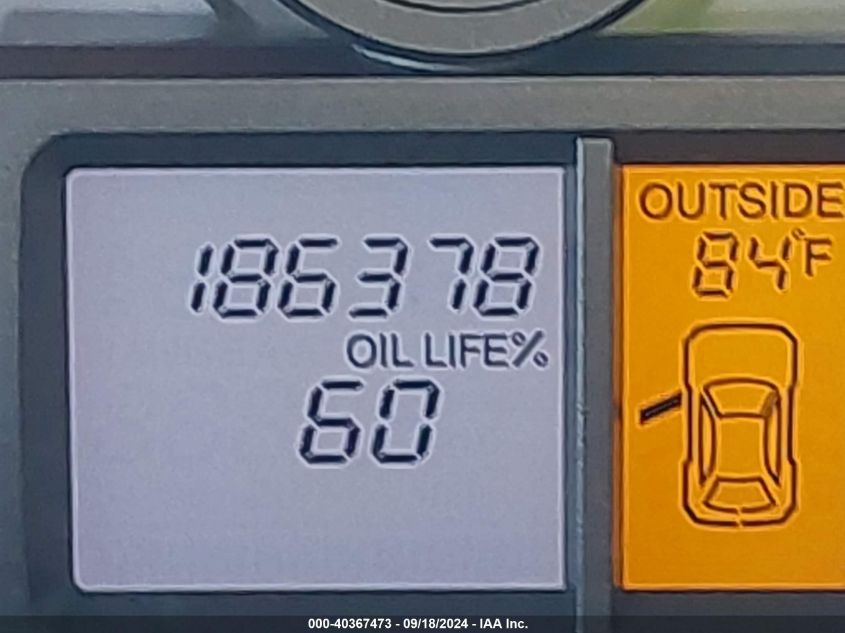 186378
OIL LIFE%
60
OUTSIDE
84°F
000-40367473 - 09/18/2024 - IAA Inc.